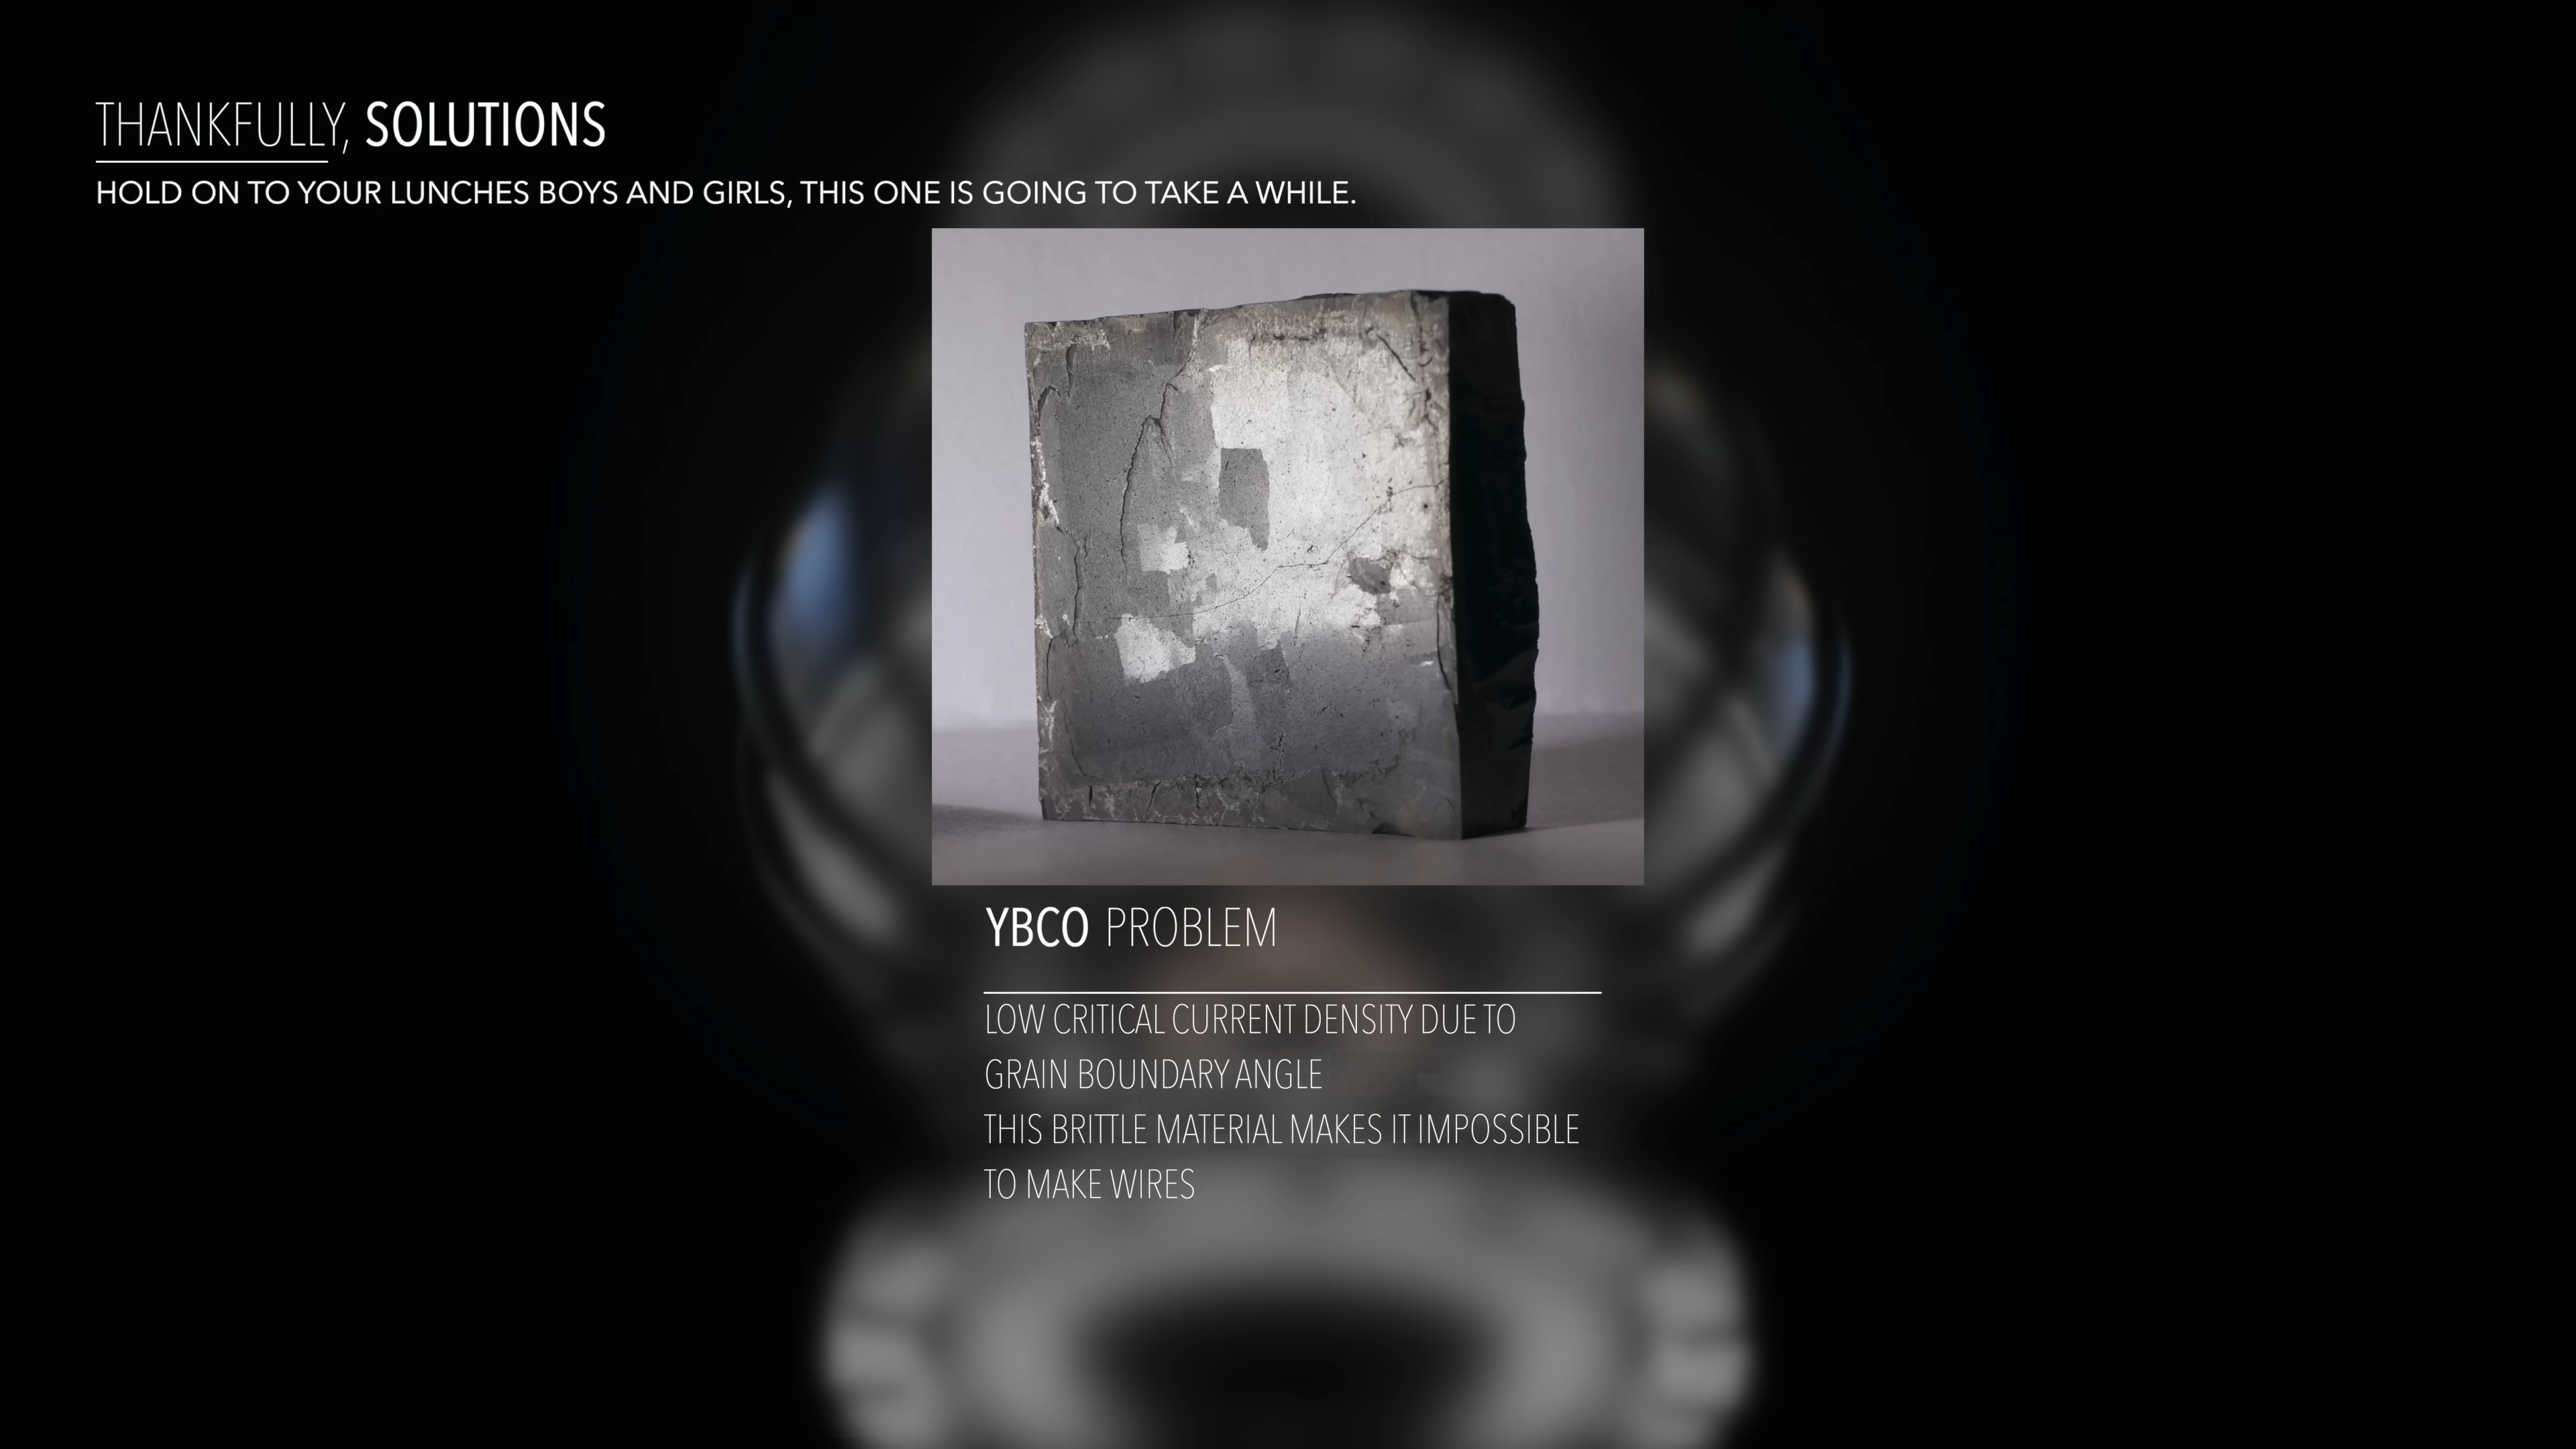 THANKFULLY, SOLUTIONS
HOLD ON TO YOUR LUNCHES BOYS AND GIRLS, THIS ONE IS GOING TO TAKE A WHILE.
YBCO PROBLEM
LOW CRITICAL CURRENT DENSITY DUE TO
GRAIN BOUNDARY ANGLE
THIS BRITTLE MATERIAL MAKES IT IMPOSSIBLE
TO MAKE WIRES